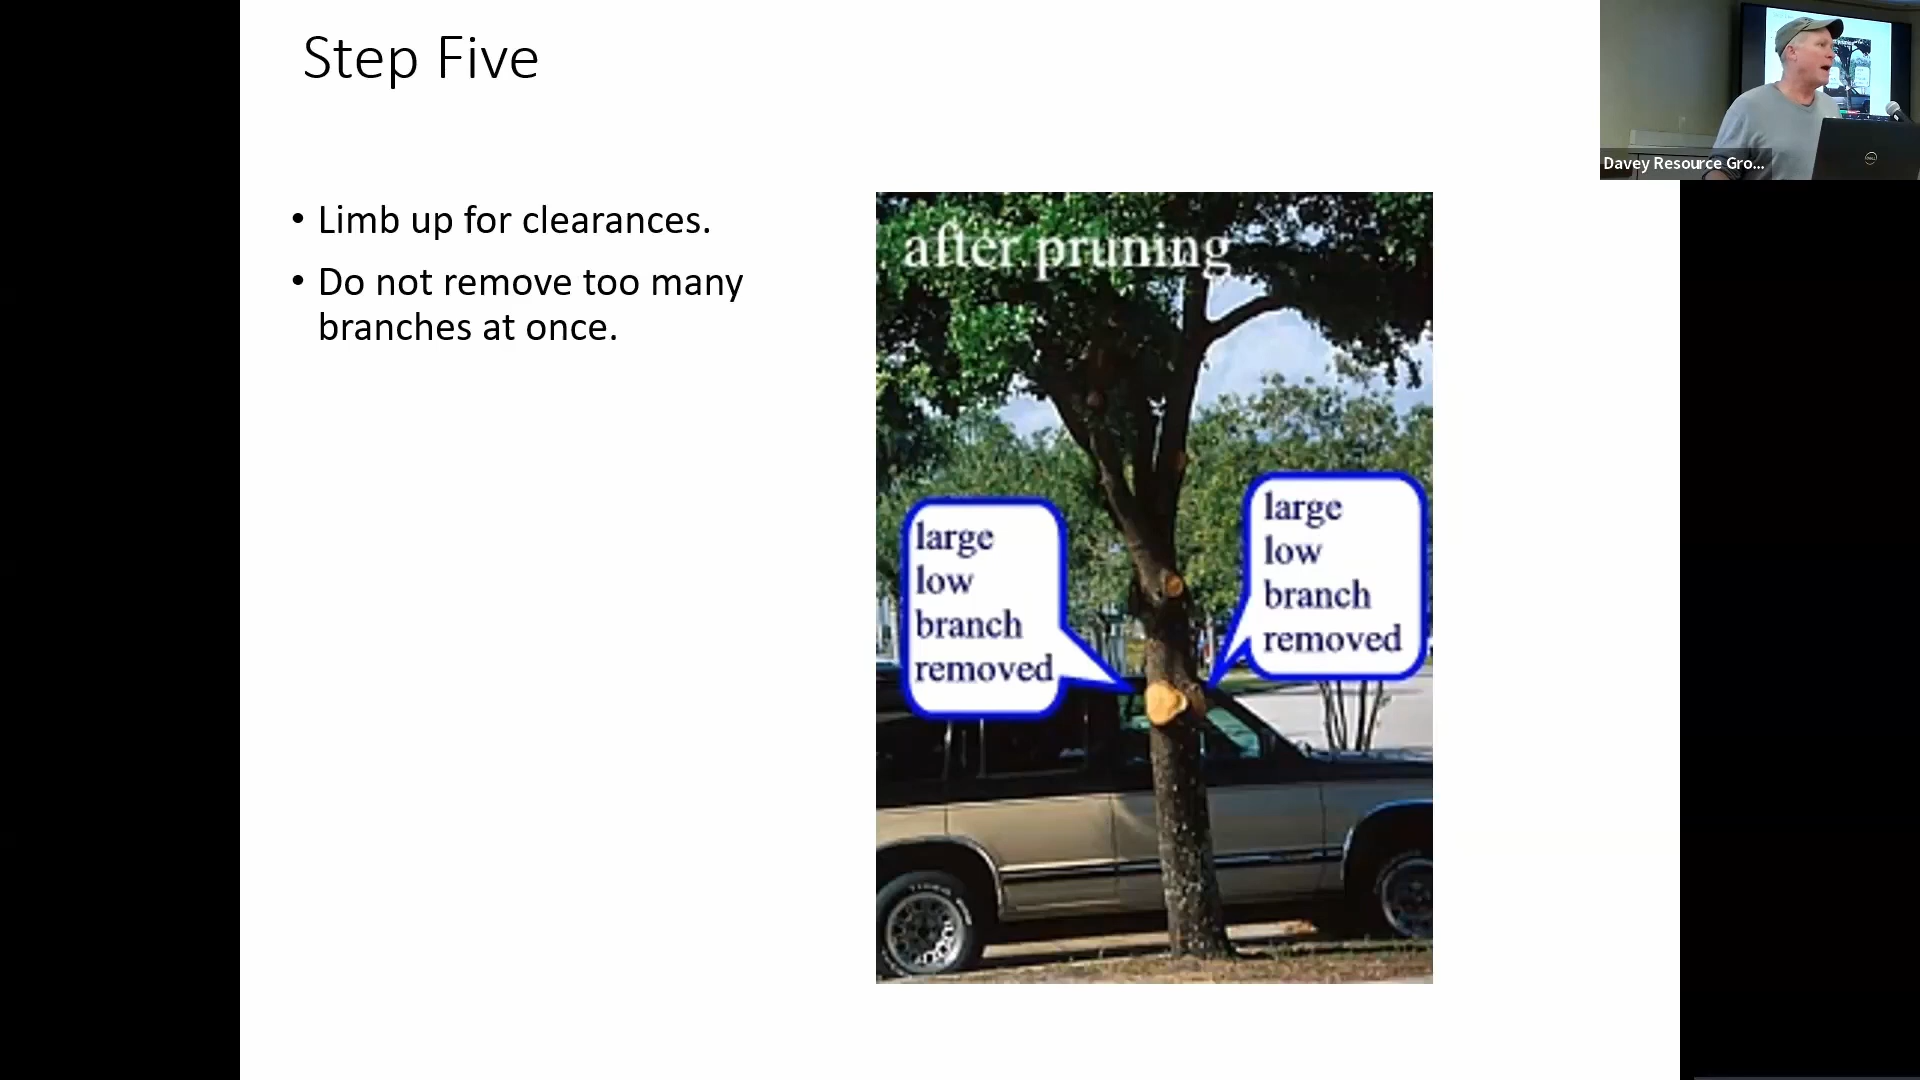 Step Five
Davey Resource Gro...
• Limb up for clearances.
• Do not remove too many
branches at once.
after pruning
large
low
branch
removed
large
low
branch
removed